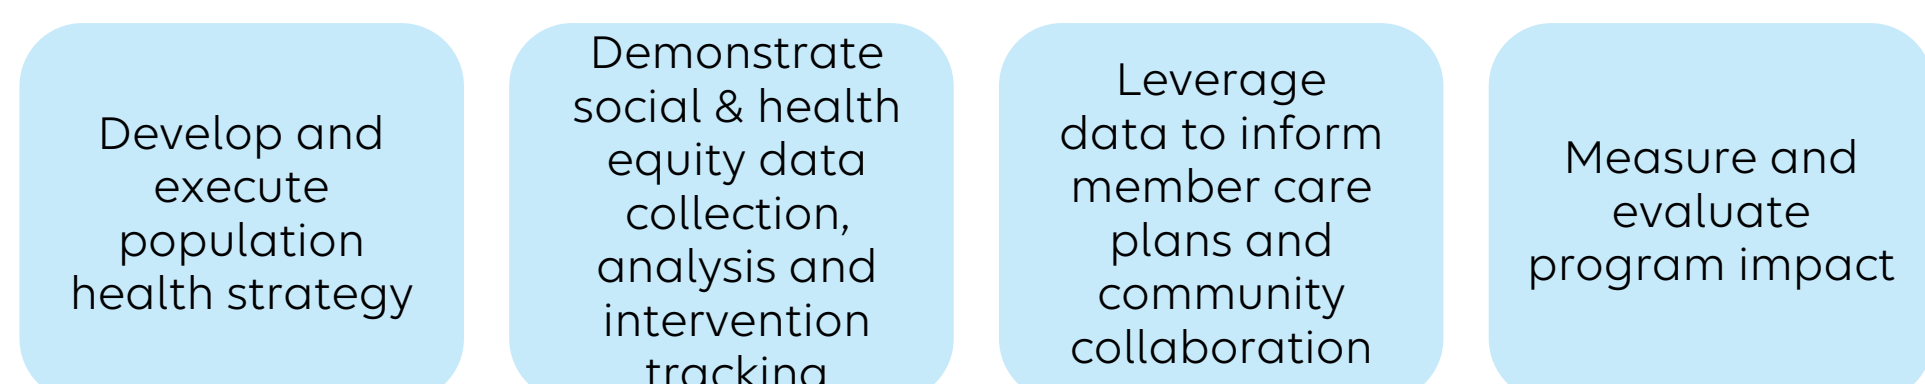 Develop and
execute
population
health strategy
Demonstrate
social & health
equity data
collection,
analysis and
intervention
tracking
Leverage
data to inform
member care
plans and
community
collaboration
Measure and
evaluate
program impact